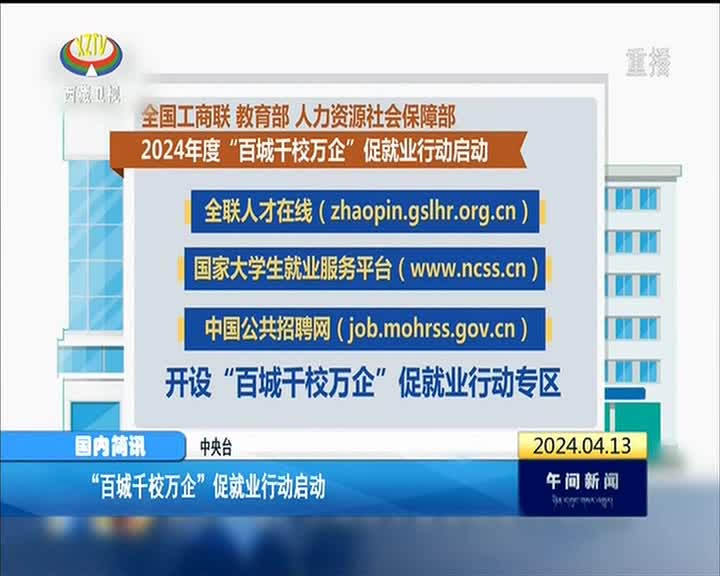 XZTV
西藏卫视
重播
全国工商联 教育部 人力资源社会保障部
2024年度“百城千校万企”促就业行动启动
全联人才在线（zhaopin.gslhr.org.cn）
国家大学生就业服务平台（www.ncss.cn）
中国公共招聘网（job.mohrss.gov.cn）
开设“百城千校万企”促就业行动专区
国内简讯
中央台
2024.04.13
“百城千校万企”促就业行动启动
午间新闻